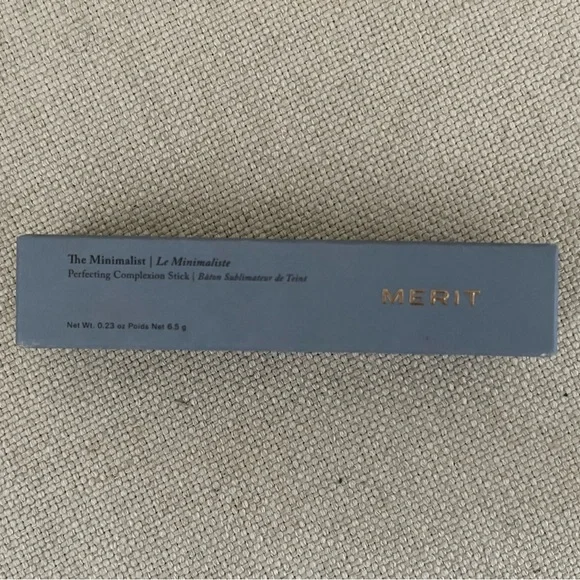 The Minimalist | Le Minimaliste
Perfecting Complexion Stick | Bâton Sublimateur de Teint
MERIT
Net Wt. 0.23 oz Poids Net 6.5 g